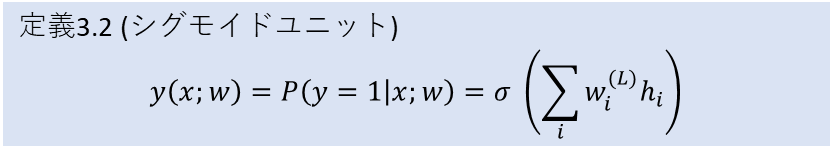 定義3.2 (シグモイドユニット)
y(x; w) = P(y = 1|x; w) = σ (∑_i w_i^{(L)} h_i)